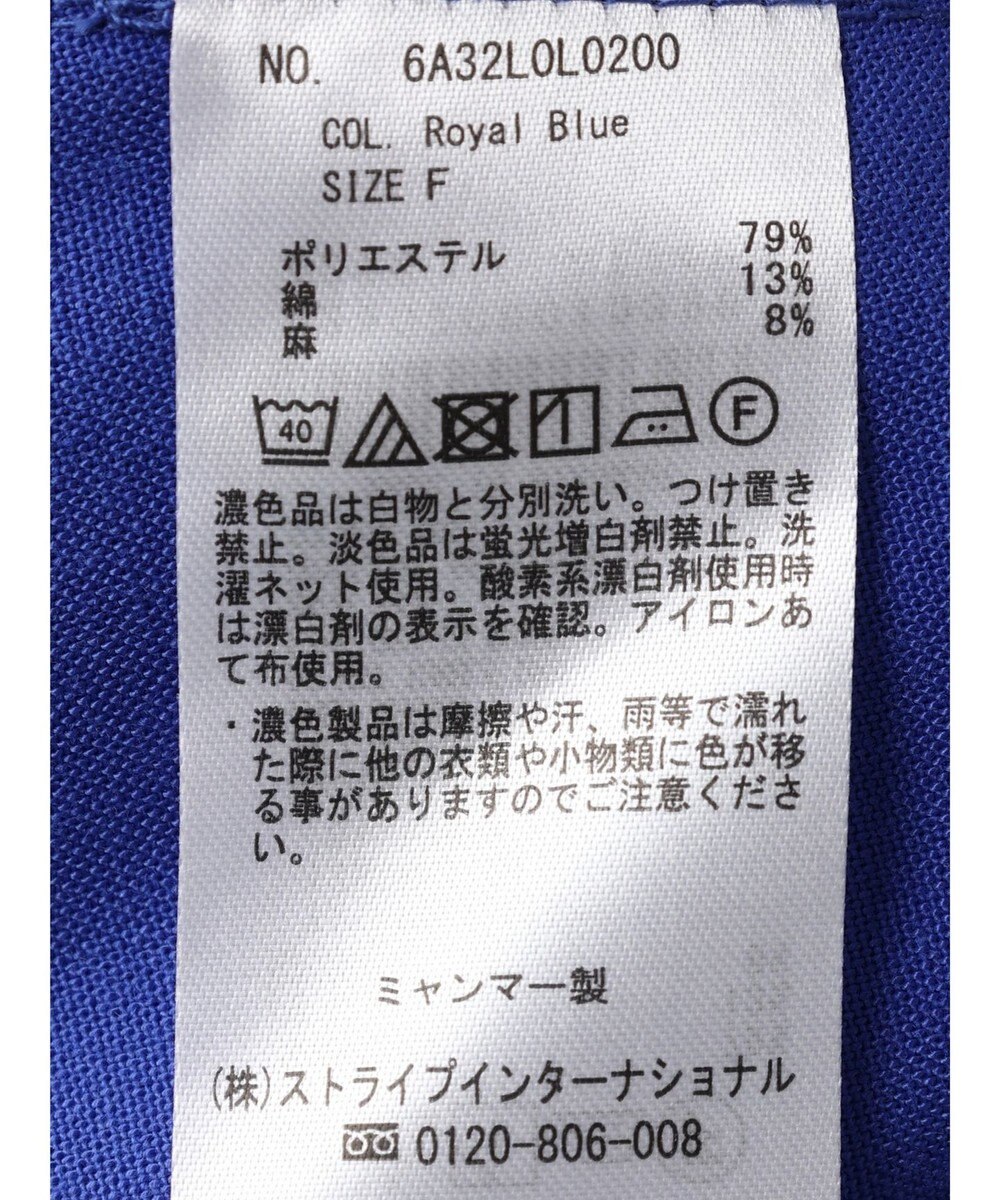 NO. 6A32L0L0200
COL. Royal Blue
SIZE F
ポリエステル 79%
綿 13%
麻 8%
40 F
濃色品は白物と分別洗い。つけ置き
禁止。淡色品は蛍光増白剤禁止。洗
濯ネット使用。酸素系漂白剤使用時
は漂白剤の表示を確認。アイロンあ
て布使用。
・濃色製品は摩擦や汗、雨等で濡れ
た際に他の衣類や小物類に色が移
る事がありますのでご注意くださ
い。
ミャンマー製
(株)ストライプインターナショナル
0120-806-008